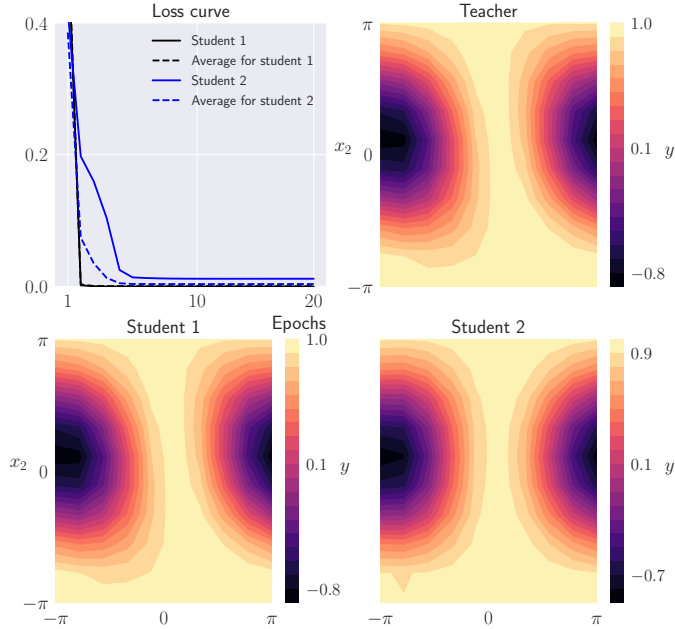 Loss curve
0.4
0.2
0.0
1
10
20
Epochs
Student 1
Average for student 1
Student 2
Average for student 2
Teacher
π
x₂
0
−π
1.0
0.1
y
−0.8
Student 1
π
x₂
0
−π
−π
0
π
1.0
0.1
y
−0.8
Student 2
−π
0
π
0.9
0.1
y
−0.7